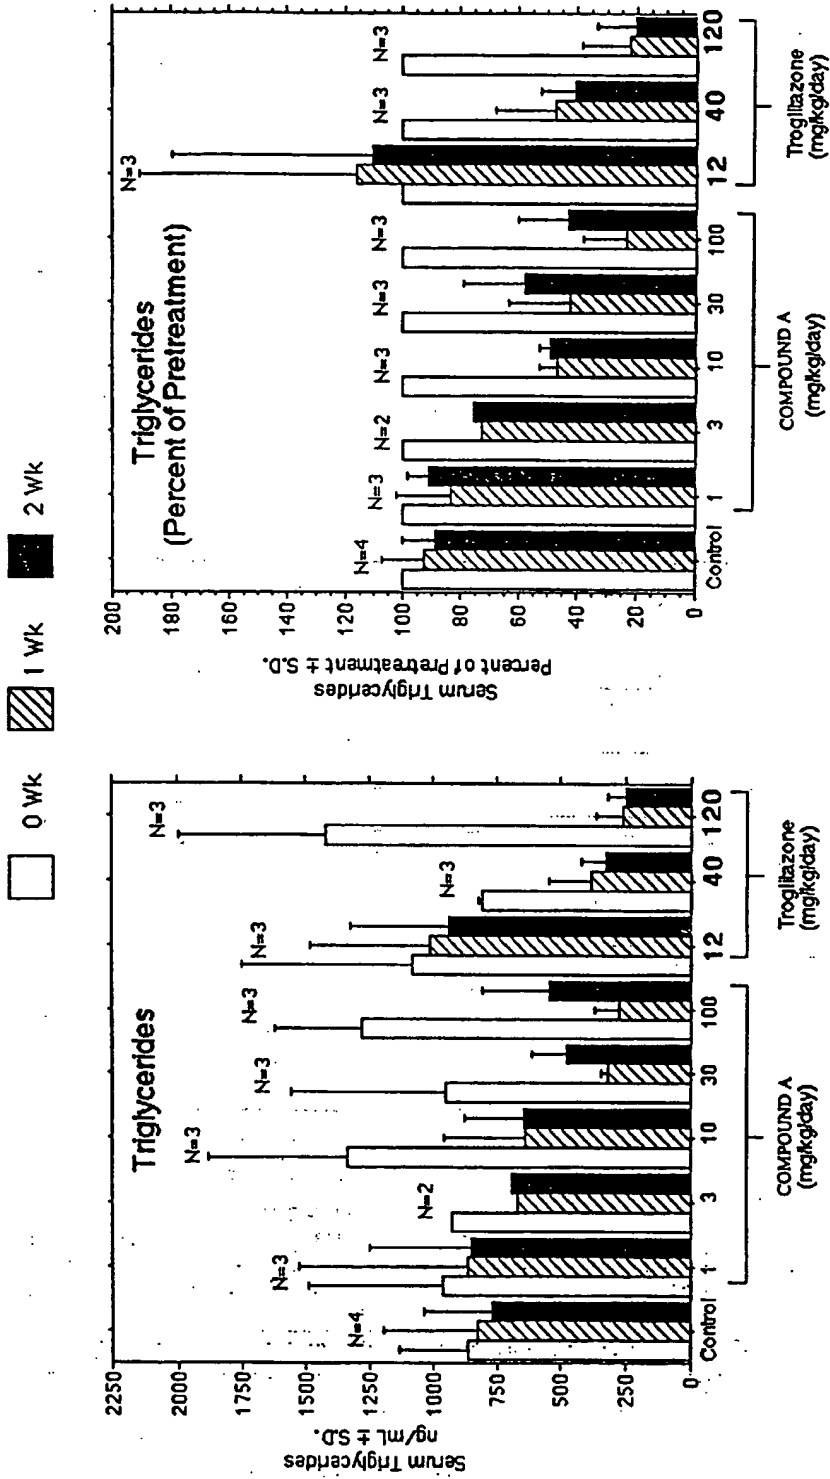 0 Wk
1 Wk
2 Wk
Triglycerides
Serum Triglycerides
ng/mL ± S.D.
2250
2000
1750
1500
1250
1000
750
500
250
0
N=4
N=3
N=2
N=3
N=3
N=3
N=3
N=3
N=3
Control
1
3
10
30
100
12
40
120
COMPOUND A
(mg/kg/day)
Troglitazone
(mg/kg/day)
Triglycerides
(Percent of Pretreatment)
Serum Triglycerides
Percent of Pretreatment ± S.D.
200
180
160
140
120
100
80
60
40
20
0
N=4
N=3
N=2
N=3
N=3
N=3
N=3
N=3
N=3
Control
1
3
10
30
100
12
40
120
COMPOUND A
(mg/kg/day)
Troglitazone
(mg/kg/day)